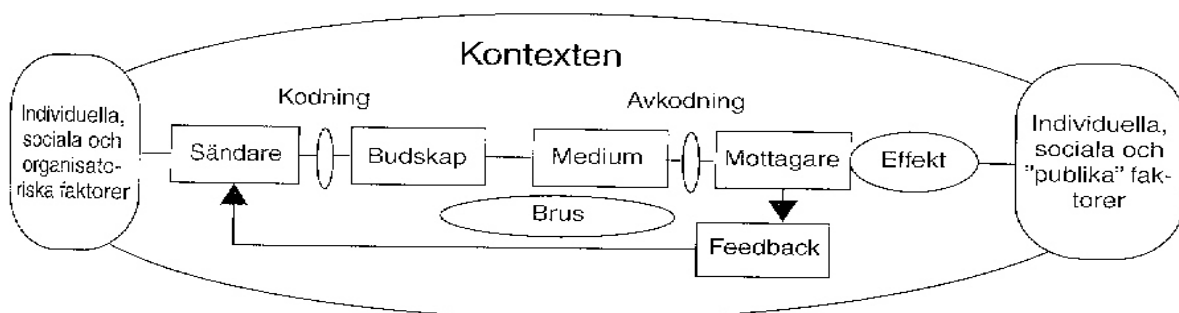 Kontexten
Kodning
Avkodning
Individuella,
sociala och
organisato-
riska faktorer
Sändare
Budskap
Medium
Mottagare
Effekt
Individuella,
sociala och
"publika" fak-
torer
Brus
Feedback